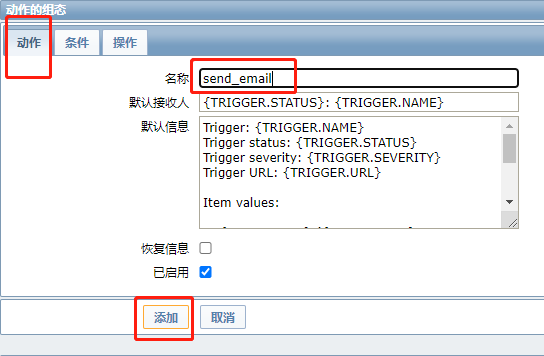 动作的组态
动作 条件 操作
名称 send_email
默认接收人 {TRIGGER.STATUS}: {TRIGGER.NAME}
默认信息 Trigger: {TRIGGER.NAME}
Trigger status: {TRIGGER.STATUS}
Trigger severity: {TRIGGER.SEVERITY}
Trigger URL: {TRIGGER.URL}
Item values:
恢复信息
已启用
添加 取消